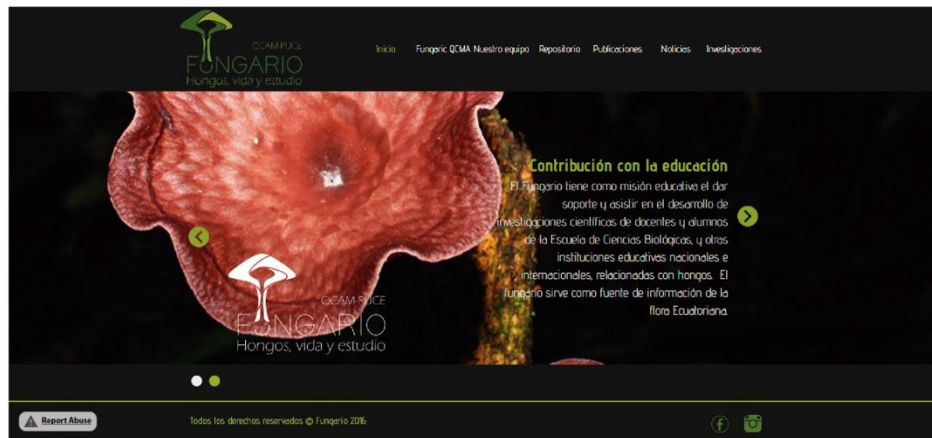 QCAM-PUCE
FUNGARIO
Hongos, vida y estudio
Inicio Fungaric QCMA Nuestro equipo Repositorio Publicaciones Noticias Investigaciones
Contribución con la educación
El Fungario tiene como misión educativa el dar
soporte y asistir en el desarrollo de
investigaciones científicas de docentes y alumnos
de la Escuela de Ciencias Biológicas, y otras
instituciones educativas nacionales e
internacionales, relacionadas con hongos. El
fungario sirve como fuente de información de la
flora Ecuatoriana.
QCAM-PUCE
FUNGARIO
Hongos, vida y estudio
Report Abuse
Todos los derechos reservados © Fungario 2016